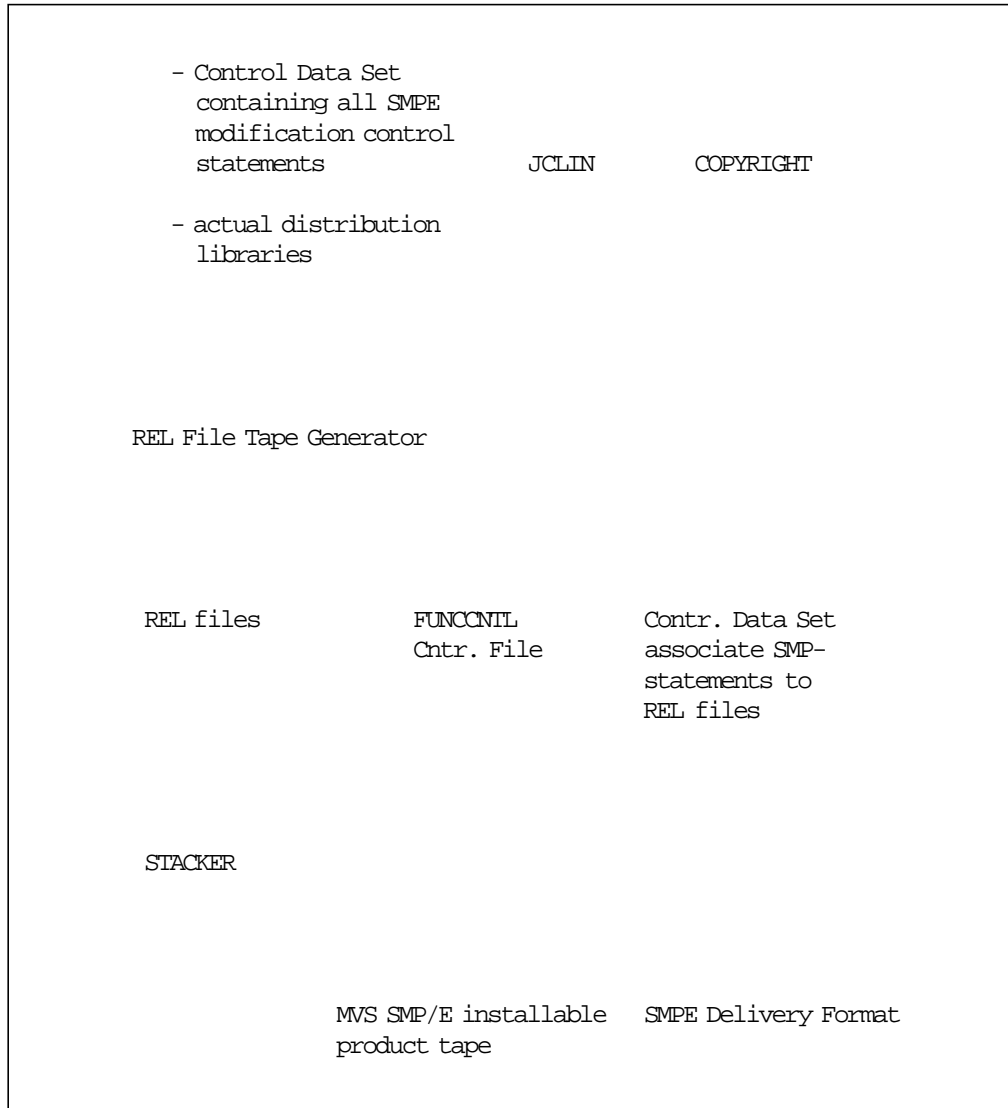 - Control Data Set
containing all SMPE
modification control
statements JCLIN COPYRIGHT
- actual distribution
libraries
REL File Tape Generator
REL files FUNCCNTL Contr. Data Set
Cntr. File associate SMP-
statements to
REL files
STACKER
MVS SMP/E installable SMPE Delivery Format
product tape